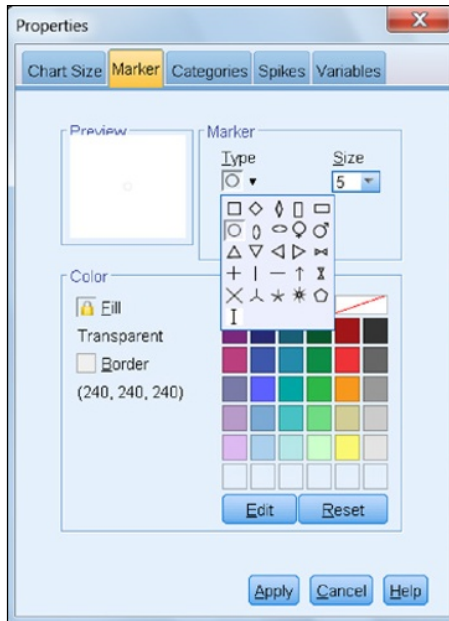 Properties
Chart Size Marker Categories Spikes Variables
Preview
Marker
Type
Size
5
Color
Fill
Transparent
Border
(240, 240, 240)
Edit Reset
Apply Cancel Help